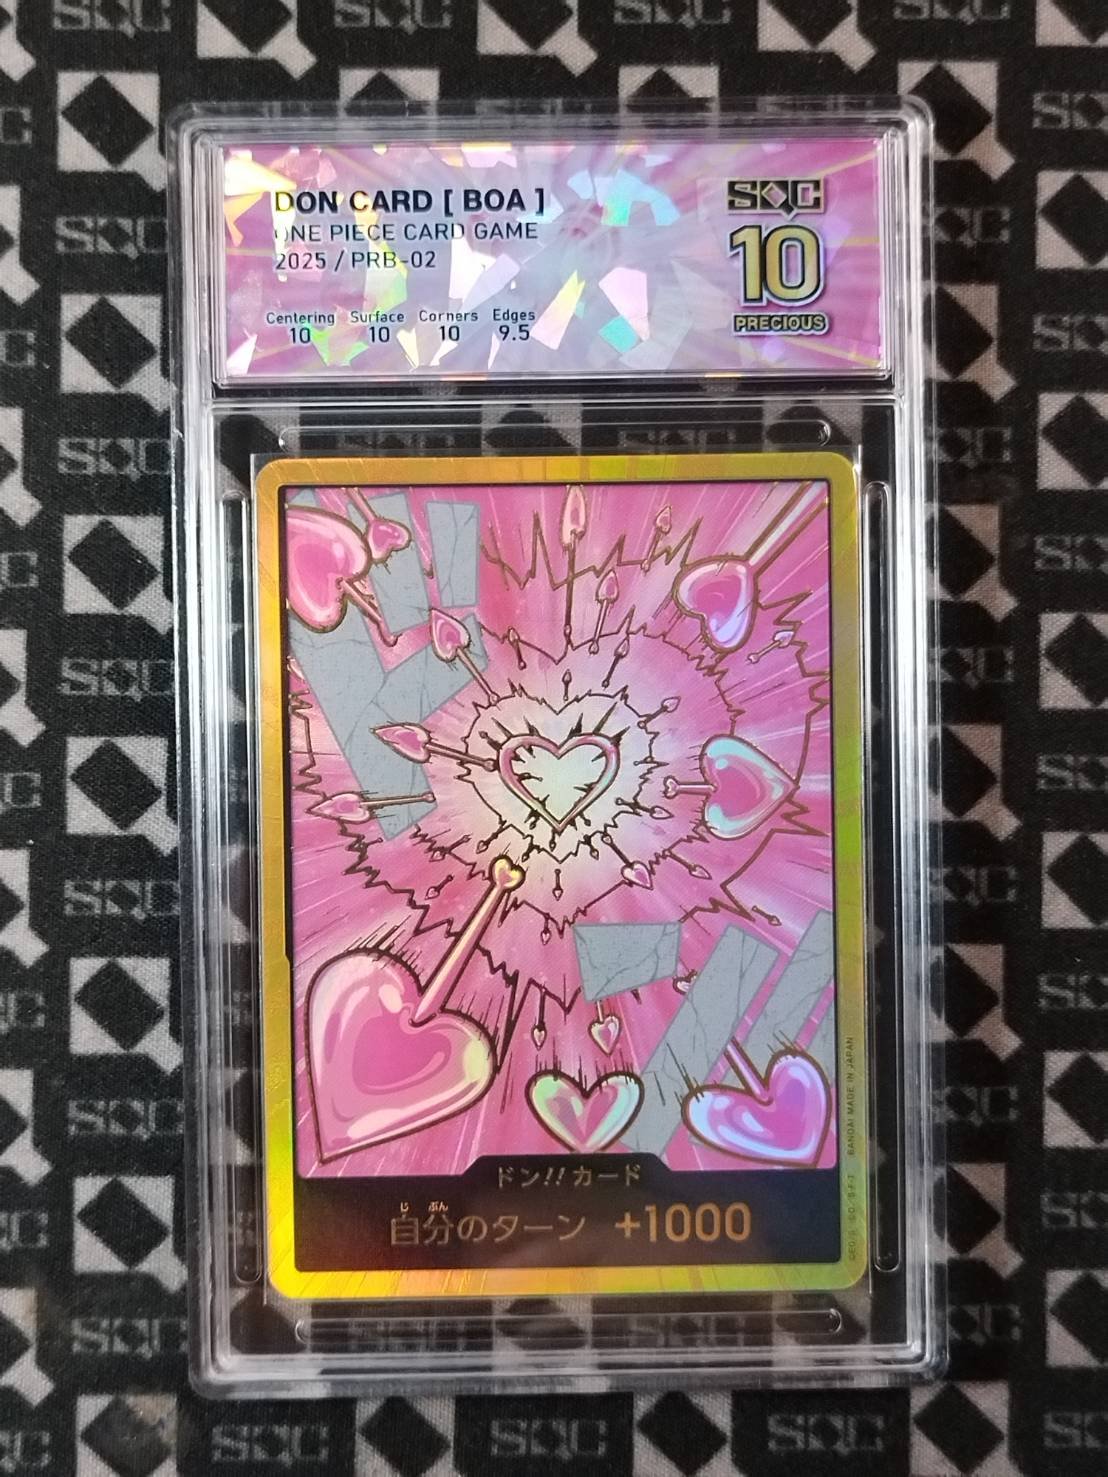 DON CARD [ BOA ]
ONE PIECE CARD GAME
2025 / PRB-02
Centering Surface Corners Edges
10 10 10 9.5
SQC
10
PRECIOUS
ドン!! カード
じ ぶん
自分のターン +1000
BANDAI MADE IN JAPAN